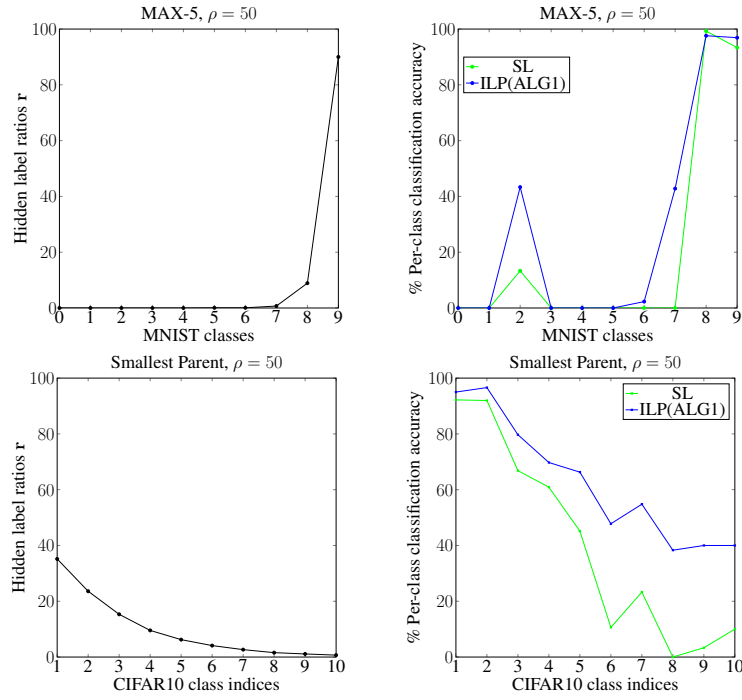 MAX-5, ρ = 50
Hidden label ratios r
100
80
60
40
20
0
0 1 2 3 4 5 6 7 8 9
MNIST classes
MAX-5, ρ = 50
% Per-class classification accuracy
100
80
60
40
20
0
SL
ILP(ALG1)
0 1 2 3 4 5 6 7 8 9
MNIST classes
Smallest Parent, ρ = 50
Hidden label ratios r
100
80
60
40
20
0
1 2 3 4 5 6 7 8 9 10
CIFAR10 class indices
Smallest Parent, ρ = 50
% Per-class classification accuracy
100
80
60
40
20
0
SL
ILP(ALG1)
1 2 3 4 5 6 7 8 9 10
CIFAR10 class indices